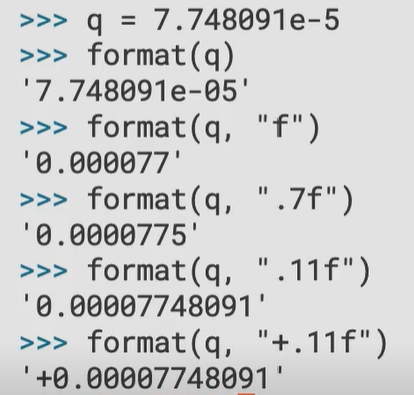 >>> q = 7.748091e-5
>>> format(q)
'7.748091e-05'
>>> format(q, "f")
'0.000077'
>>> format(q, ".7f")
'0.0000775'
>>> format(q, ".11f")
'0.00007748091'
>>> format(q, "+.11f")
'+0.00007748091'